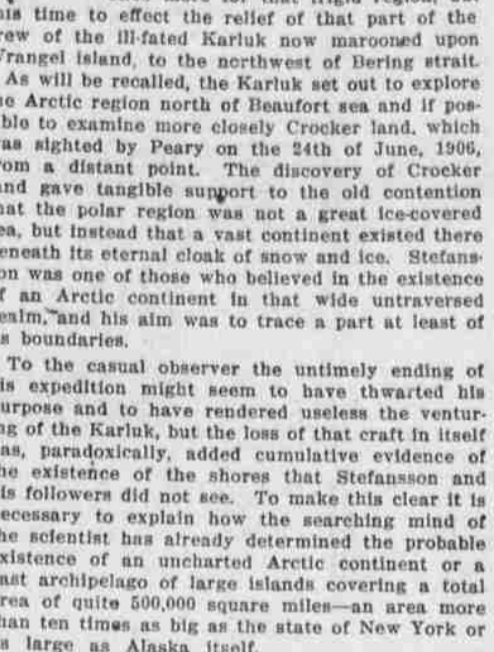 his time to effect the relief of that part of the
rew of the ill-fated Karluk now marooned upon
Vrangel island, to the northwest of Bering strait.
As will be recalled, the Karluk set out to explore
he Arctic region north of Beaufort sea and if pos-
ible to examine more closely Crocker land, which
as sighted by Peary on the 24th of June, 1906,
rom a distant point. The discovery of Crocker
and gave tangible support to the old contention
hat the polar region was not a great ice-covered
ea, but instead that a vast continent existed there
eneath its eternal cloak of snow and ice. Stefans-
on was one of those who believed in the existence
f an Arctic continent in that wide untraversed
ealm, and his aim was to trace a part at least of
s boundaries.
To the casual observer the untimely ending of
is expedition might seem to have thwarted his
urpose and to have rendered useless the ventur-
ng of the Karluk, but the loss of that craft in itself
as, paradoxically, added cumulative evidence of
he existence of the shores that Stefansson and
is followers did not see. To make this clear it is
ecessary to explain how the searching mind of
he scientist has already determined the probable
xistence of an uncharted Arctic continent or a
ast archipelago of large islands covering a total
rea of quite 500,000 square miles—an area more
han ten times as big as the state of New York or
s large as Alaska itself.